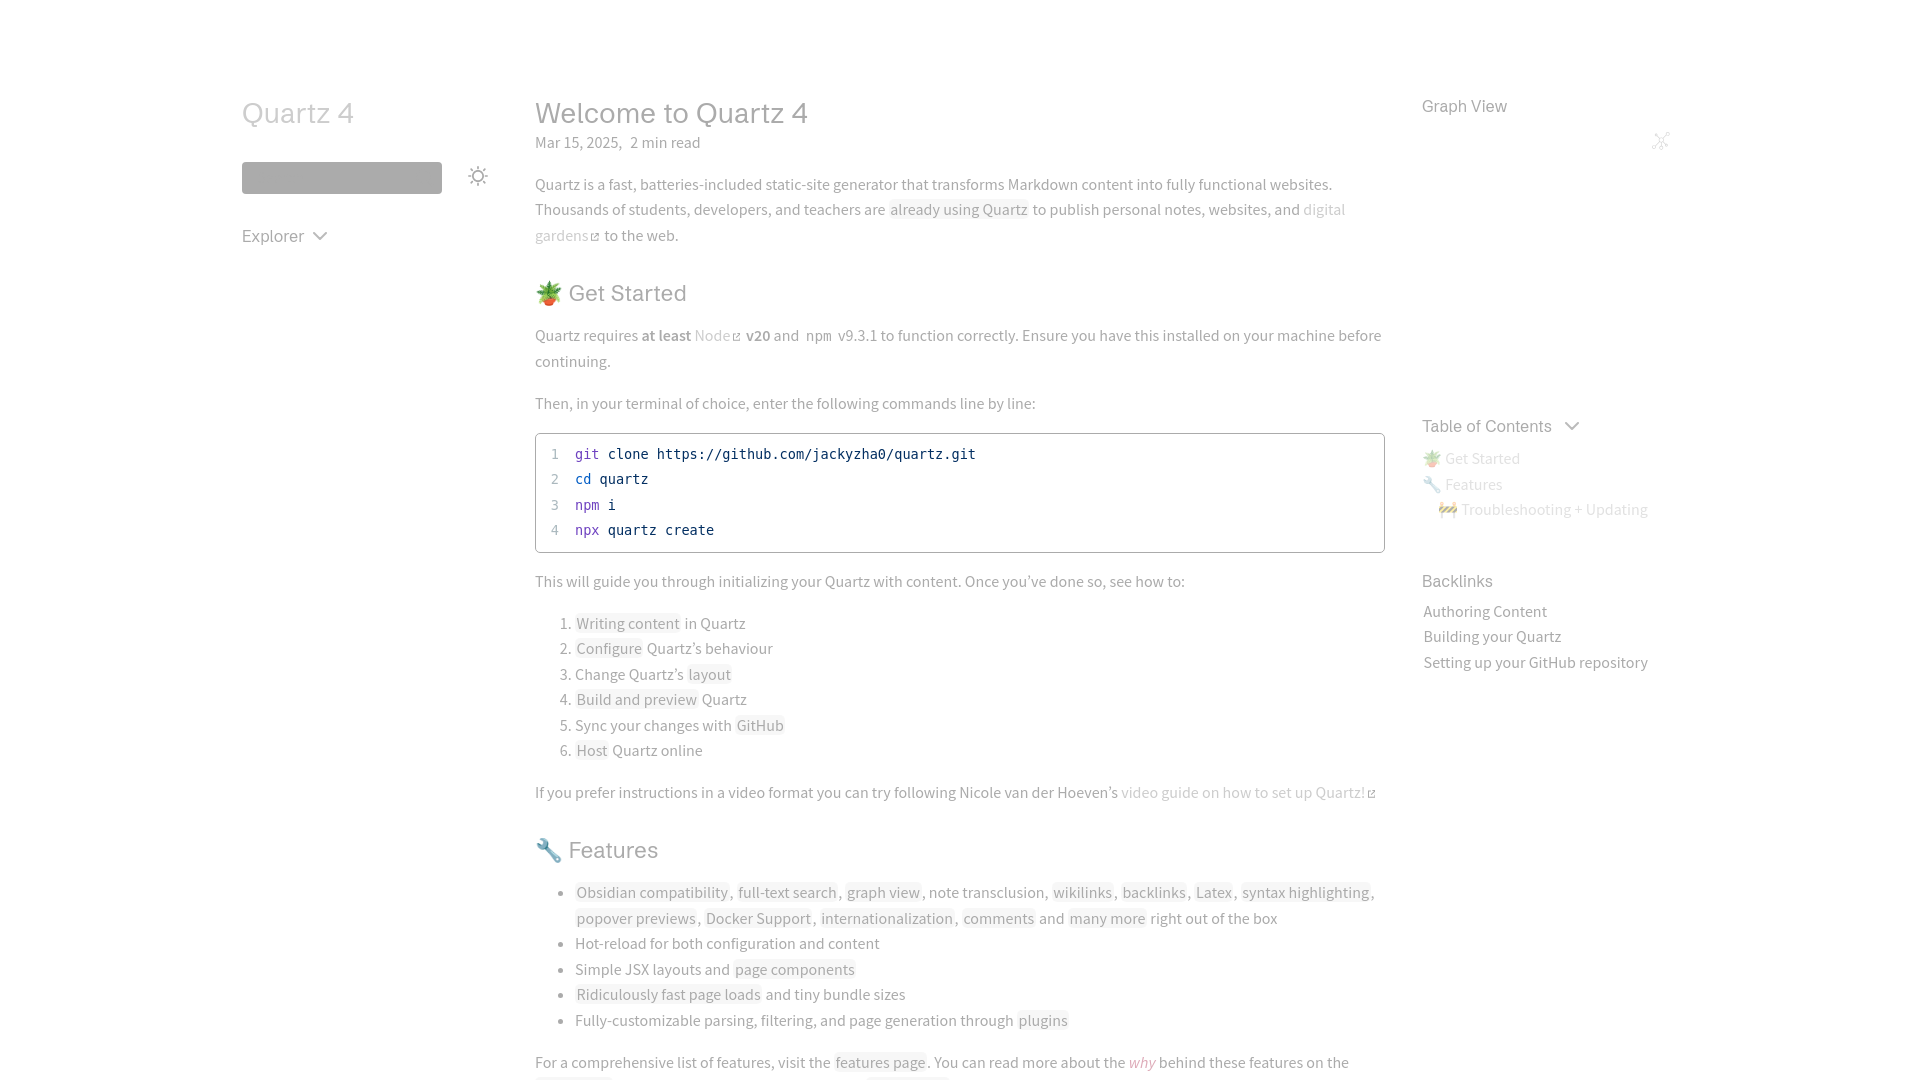 Quartz 4
Explorer
Welcome to Quartz 4
Mar 15, 2025, 2 min read
Quartz is a fast, batteries-included static-site generator that transforms Markdown content into fully functional websites.
Thousands of students, developers, and teachers are already using Quartz to publish personal notes, websites, and digital
gardens to the web.
🪴 Get Started
Quartz requires at least Node v20 and npm v9.3.1 to function correctly. Ensure you have this installed on your machine before
continuing.
Then, in your terminal of choice, enter the following commands line by line:
1 git clone https://github.com/jackyzha0/quartz.git
2 cd quartz
3 npm i
4 npx quartz create
This will guide you through initializing your Quartz with content. Once you’ve done so, see how to:
1. Writing content in Quartz
2. Configure Quartz’s behaviour
3. Change Quartz’s layout
4. Build and preview Quartz
5. Sync your changes with GitHub
6. Host Quartz online
If you prefer instructions in a video format you can try following Nicole van der Hoeven’s video guide on how to set up Quartz!
🔧 Features
• Obsidian compatibility, full-text search, graph view, note transclusion, wikilinks, backlinks, Latex, syntax highlighting,
popover previews, Docker Support, internationalization, comments and many more right out of the box
• Hot-reload for both configuration and content
• Simple JSX layouts and page components
• Ridiculously fast page loads and tiny bundle sizes
• Fully-customizable parsing, filtering, and page generation through plugins
For a comprehensive list of features, visit the features page. You can read more about the why behind these features on the
Graph View
Table of Contents
🪴 Get Started
🔧 Features
🚧 Troubleshooting + Updating
Backlinks
Authoring Content
Building your Quartz
Setting up your GitHub repository